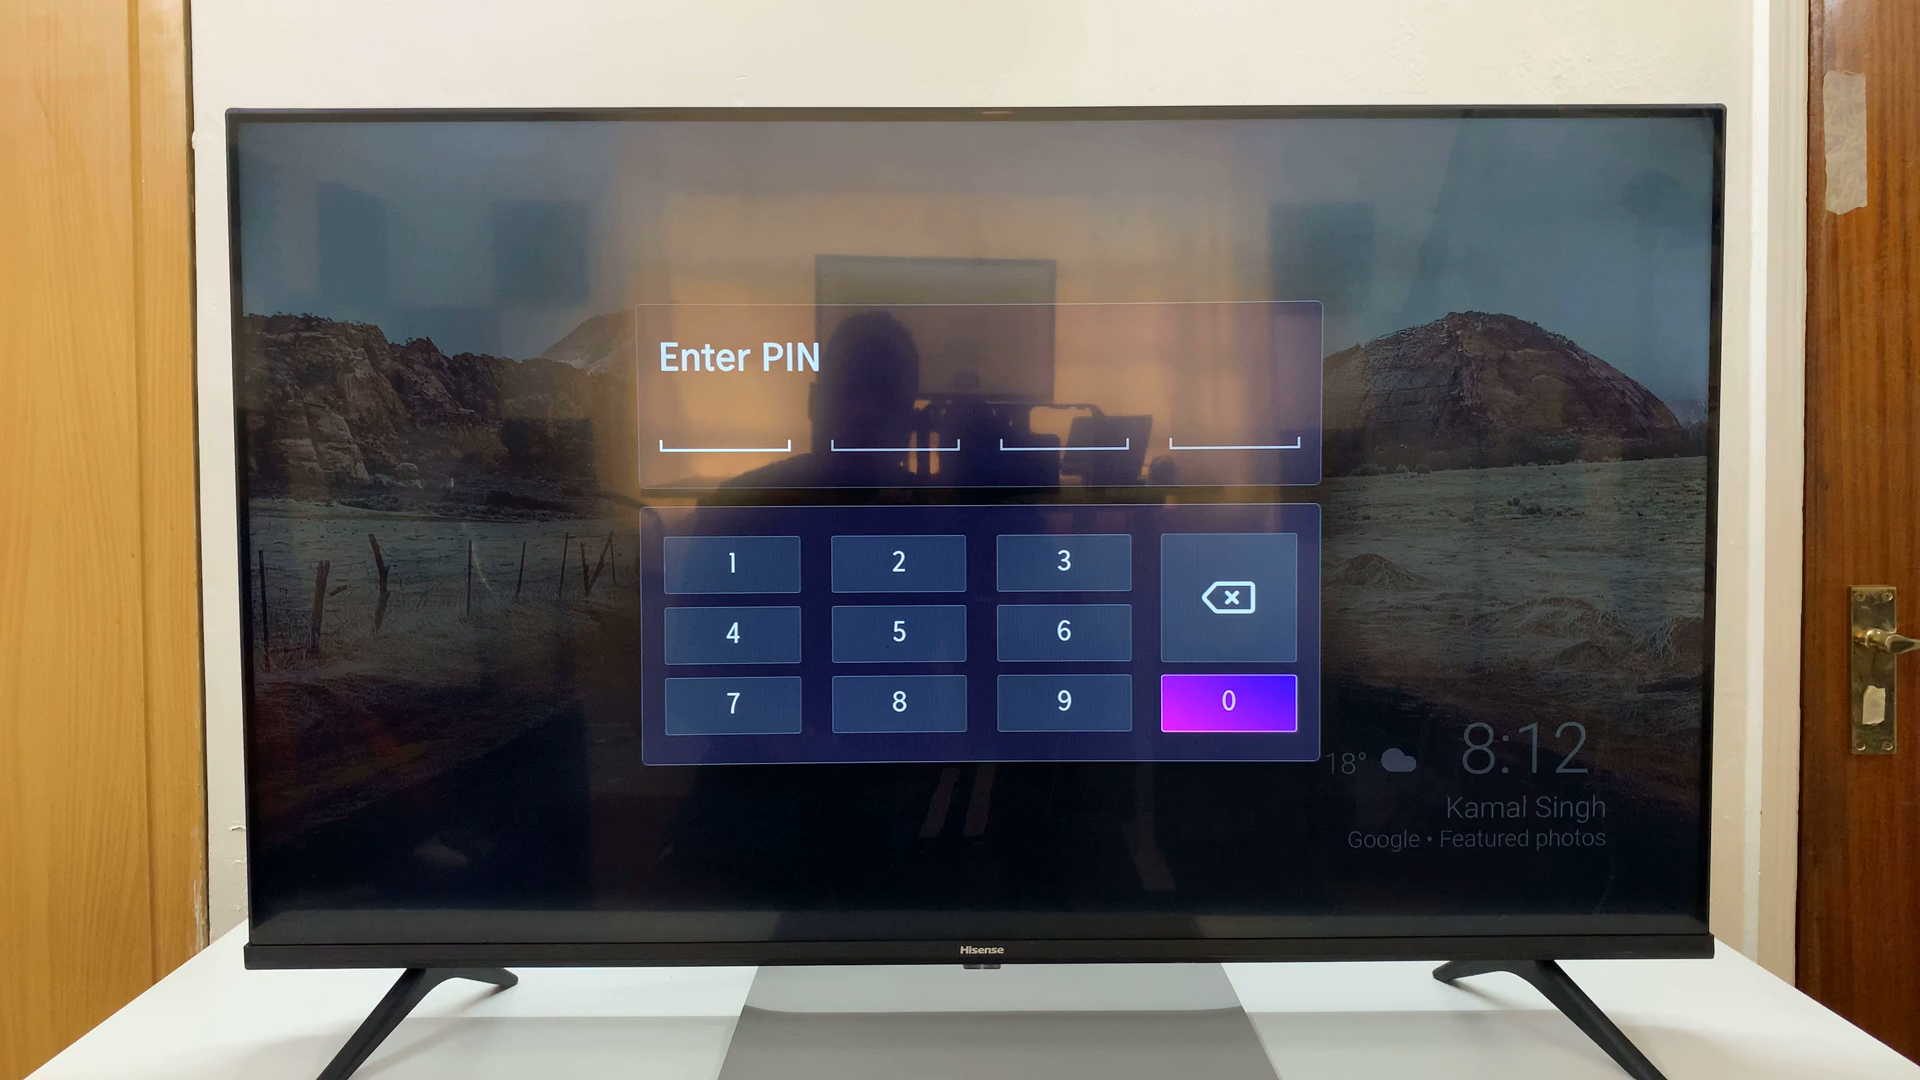 Enter PIN
1 2 3
4 5 6
7 8 9 0
18° 8:12
Kamal Singh
Google • Featured photos
Hisense